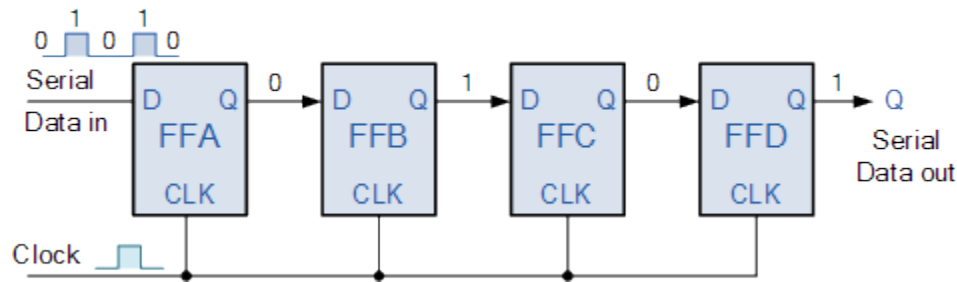 1 1
0 0 0
Serial
Data in
D Q
FFA
CLK
0
D Q
FFB
CLK
1
D Q
FFC
CLK
0
D Q
FFD
CLK
1
Q
Serial
Data out
Clock